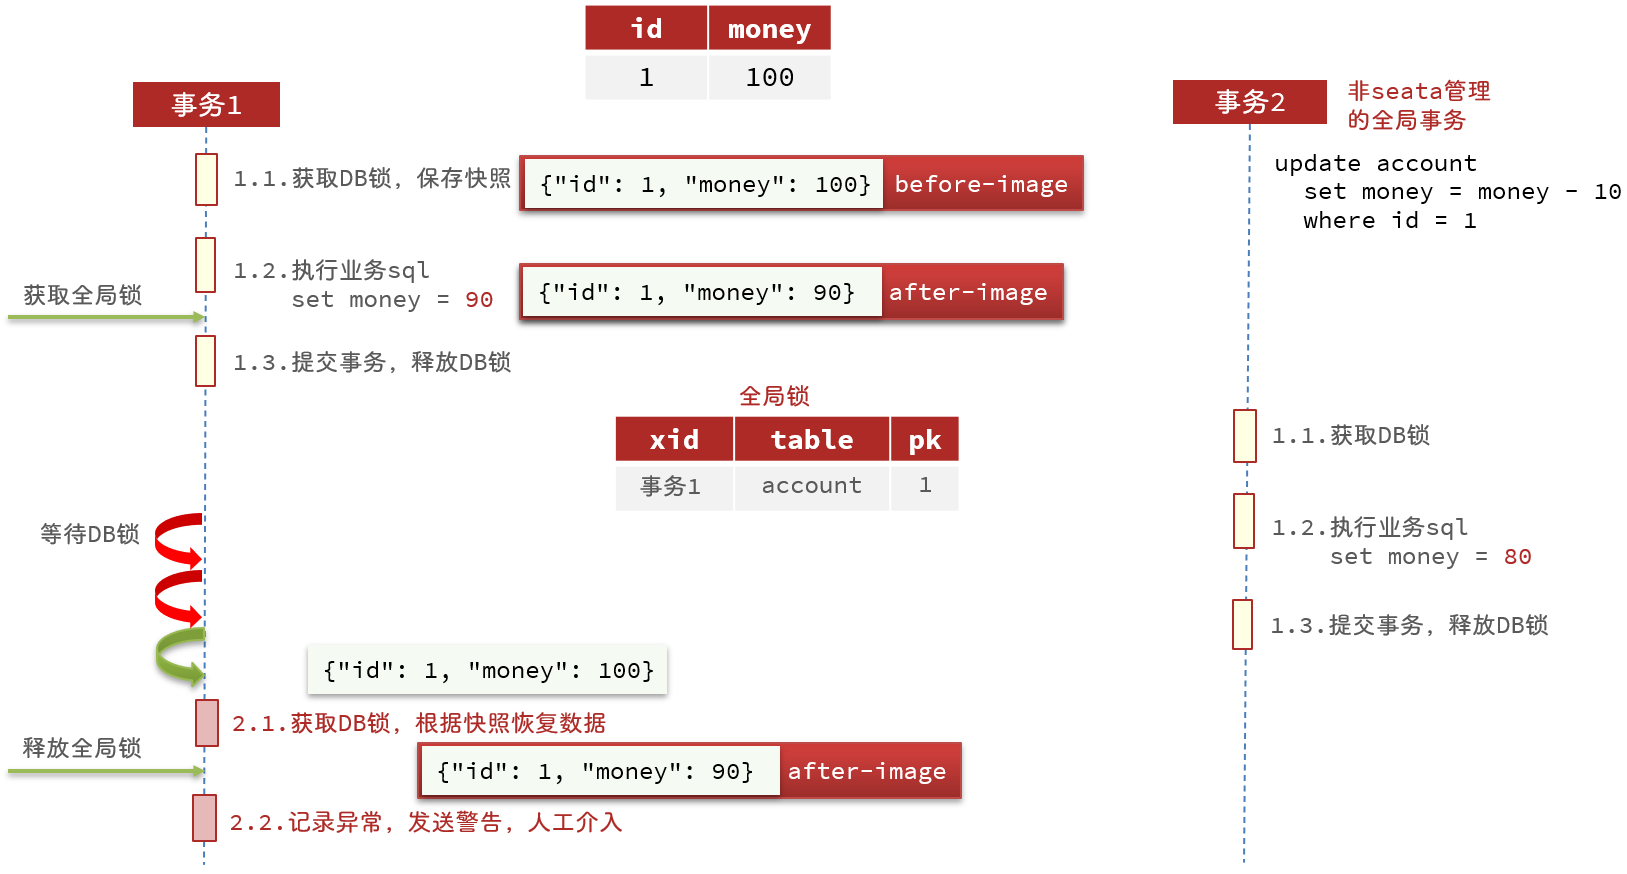 id money
1 100
事务1
事务2
非seata管理
的全局事务
update account
set money = money - 10
where id = 1
1.1.获取DB锁，保存快照
{"id": 1, "money": 100} before-image
1.2.执行业务sql
set money = 90
{"id": 1, "money": 90} after-image
获取全局锁
1.3.提交事务，释放DB锁
全局锁
xid table pk
事务1 account 1
1.1.获取DB锁
等待DB锁
1.2.执行业务sql
set money = 80
1.3.提交事务，释放DB锁
{"id": 1, "money": 100}
2.1.获取DB锁，根据快照恢复数据
释放全局锁
{"id": 1, "money": 90} after-image
2.2.记录异常，发送警告，人工介入